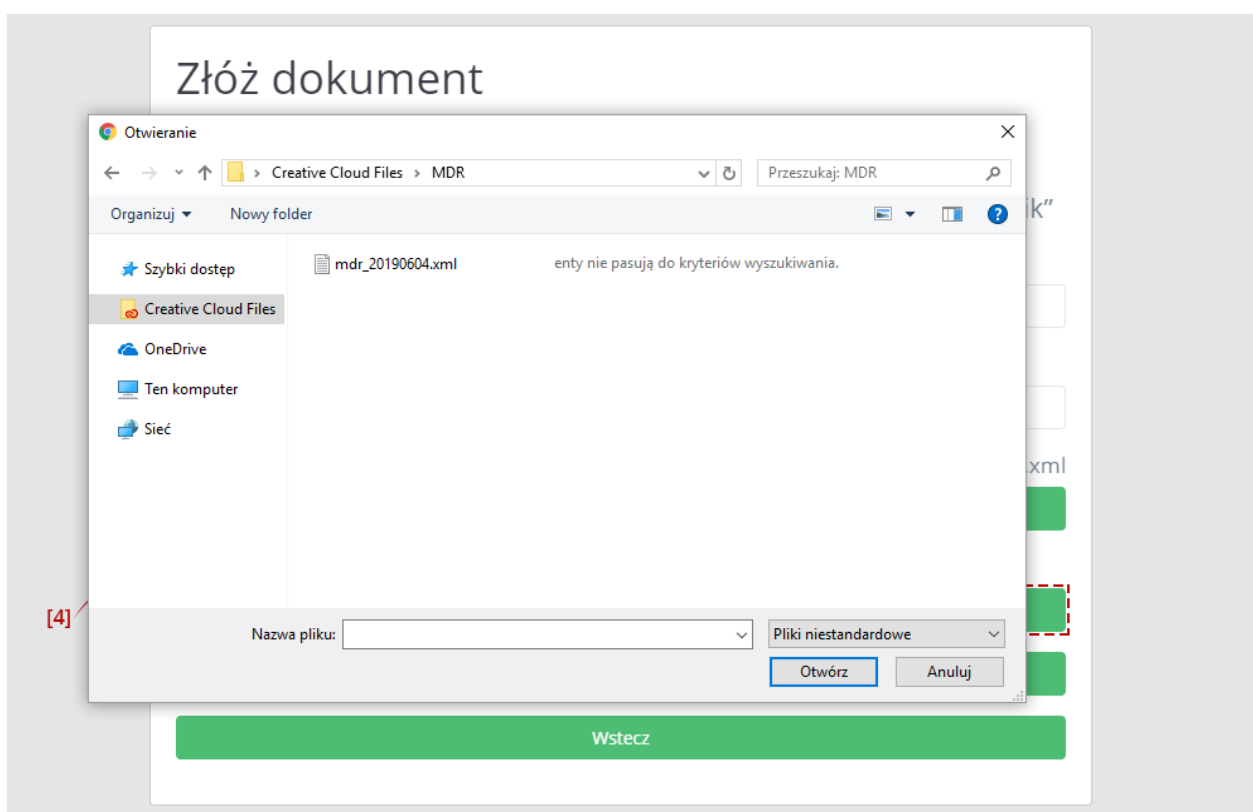 Złóż dokument
Otwieranie
Creative Cloud Files > MDR
Przeszukaj: MDR
Organizuj
Nowy folder
ik”
Szybki dostęp
mdr_20190604.xml
enty nie pasują do kryteriów wyszukiwania.
Creative Cloud Files
OneDrive
Ten komputer
Sieć
.xml
[4]
Nazwa pliku:
Pliki niestandardowe
Otwórz
Anuluj
Wstecz